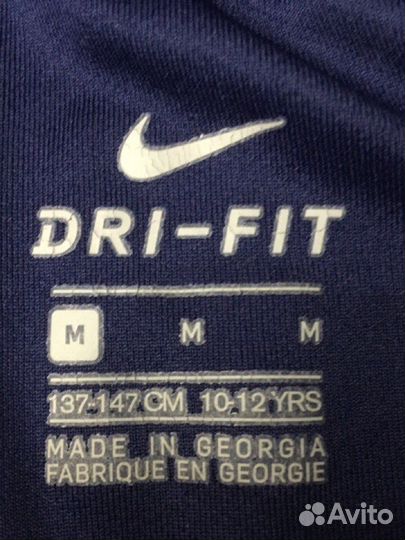 DRI-FIT
M M M
137-147 CM 10-12 YRS
MADE IN GEORGIA
FABRIQUE EN GEORGIE
Avito